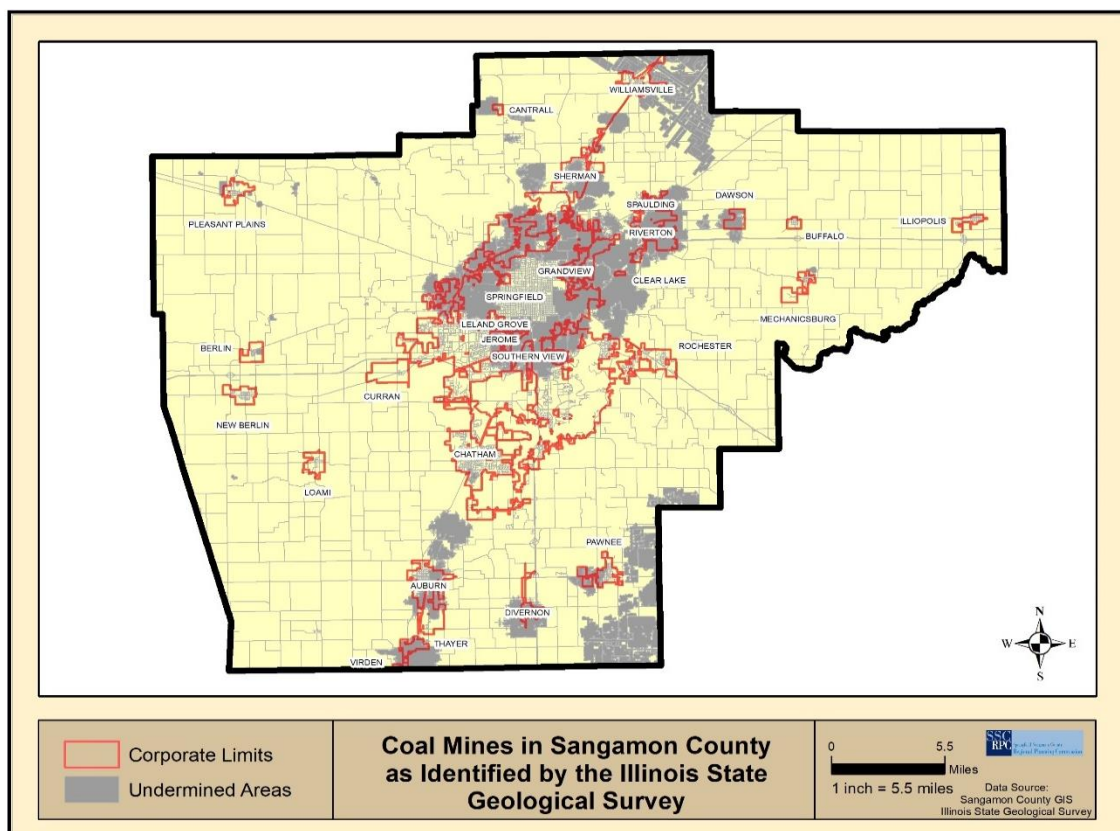 WILLIAMSVILLE
CANTRALL
SHERMAN
SPAULDING
DAWSON
PLEASANT PLAINS
ILLIOPOLIS
RIVERTON
BUFFALO
GRANDVIEW
CLEAR LAKE
SPRINGFIELD
MECHANICSBURG
LELAND GROVE
JEROME
ROCHESTER
BERLIN
SOUTHERN VIEW
CURRAN
NEW BERLIN
CHATHAM
LOAMI
PAWNEE
AUBURN
DIVERNON
THAYER
VIRDEN
N
W E
S
Corporate Limits
Undermined Areas
Coal Mines in Sangamon County
as Identified by the Illinois State
Geological Survey
0 5.5
Miles
1 inch = 5.5 miles
SSC
RPC
Regional Planning Commission
Data Source:
Sangamon County GIS
Illinois State Geological Survey